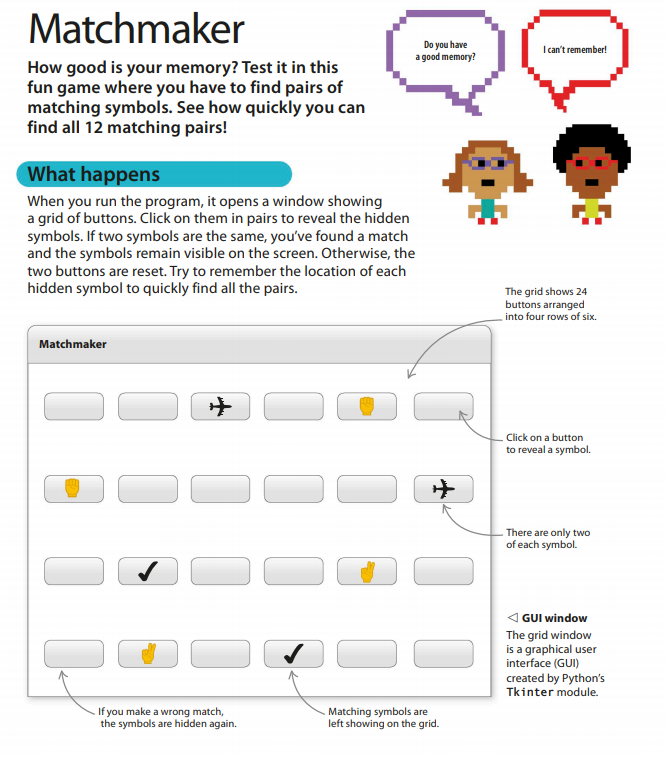 Matchmaker
How good is your memory? Test it in this
fun game where you have to find pairs of
matching symbols. See how quickly you can
find all 12 matching pairs!
Do you have
a good memory?
I can't remember!
What happens
When you run the program, it opens a window showing
a grid of buttons. Click on them in pairs to reveal the hidden
symbols. If two symbols are the same, you've found a match
and the symbols remain visible on the screen. Otherwise, the
two buttons are reset. Try to remember the location of each
hidden symbol to quickly find all the pairs.
The grid shows 24
buttons arranged
into four rows of six.
Matchmaker
Click on a button
to reveal a symbol.
There are only two
of each symbol.
◁ GUI window
The grid window
is a graphical user
interface (GUI)
created by Python's
Tkinter module.
If you make a wrong match,
the symbols are hidden again.
Matching symbols are
left showing on the grid.